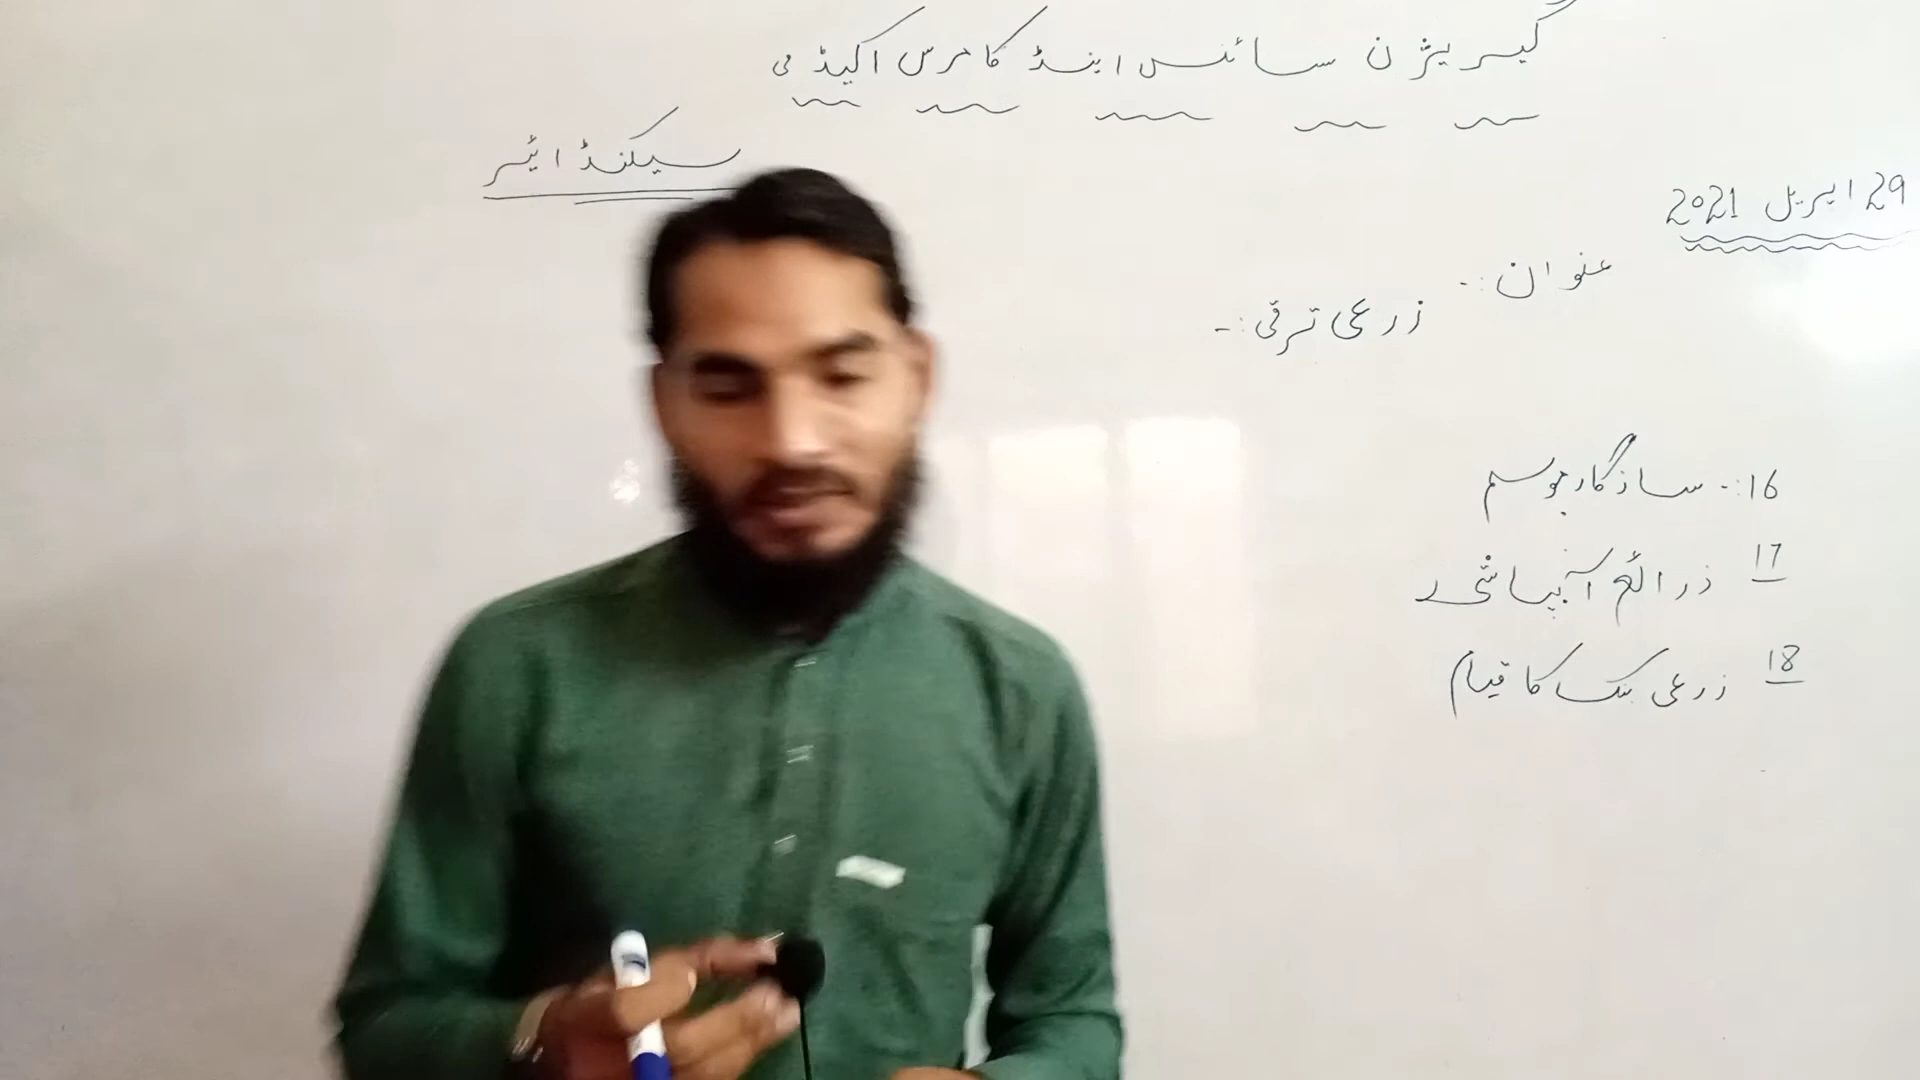 گیریژن سائنس اینڈ کامرس اکیڈمی
سیکنڈ ائیر
29 اپریل 2021
عنوان :-
زرعی ترقی :-
16 :- سازگار موسم
17 ذرائع آبپاشی
18 زرعی بنک کا قیام